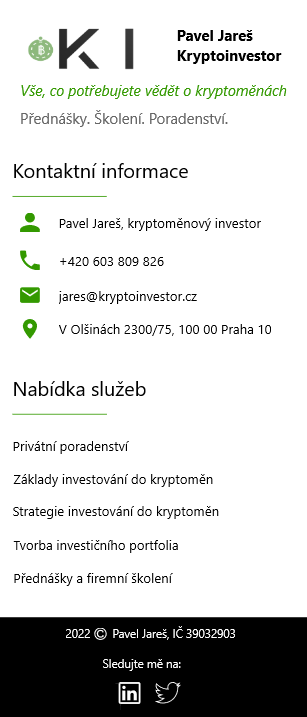 KI
Pavel Jareš
Kryptoinvestor
Vše, co potřebujete vědět o kryptoměnách
Přednášky. Školení. Poradenství.
Kontaktní informace
Pavel Jareš, kryptoměnový investor
+420 603 809 826
jares@kryptoinvestor.cz
V Olšinách 2300/75, 100 00 Praha 10
Nabídka služeb
Privátní poradenství
Základy investování do kryptoměn
Strategie investování do kryptoměn
Tvorba investičního portfolia
Přednášky a firemní školení
2022 © Pavel Jareš, IČ 39032903
Sledujte mě na:
in